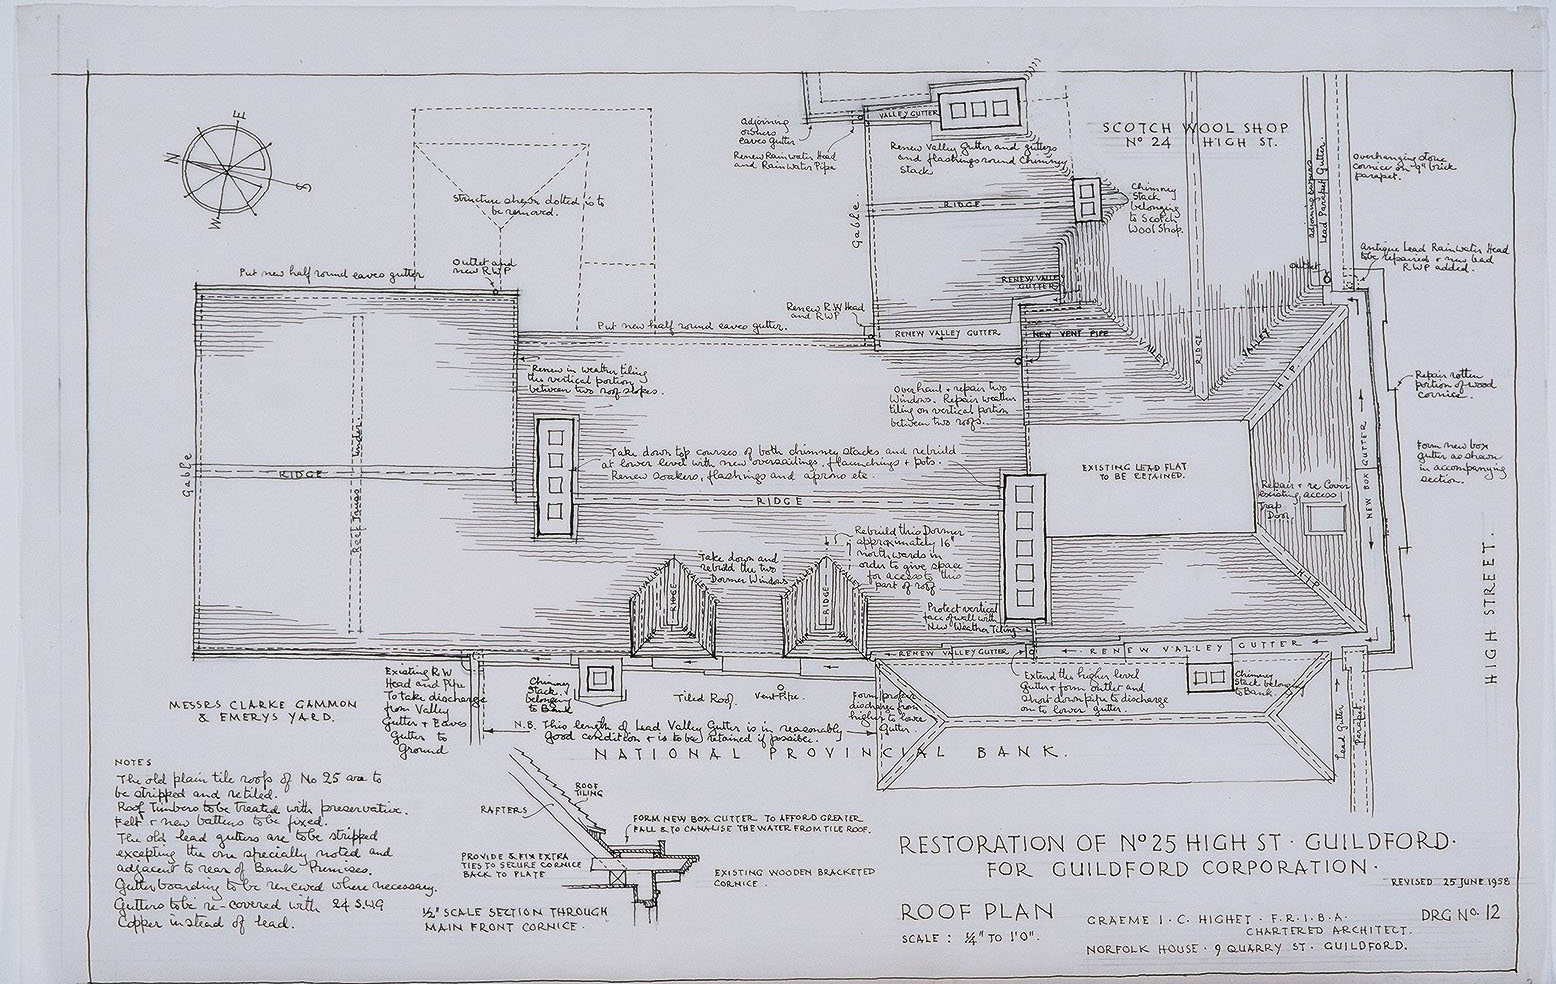 E
N
S
W
Adjoining
owners
eaves gutter
Renew Rainwater Head
and Rainwater Pipe
VALLEY GUTTER
Renew Valley Gutter and gutters
and flashings round Chimney
stack
SCOTCH WOOL SHOP
Nº 24 HIGH ST.
adjoining owners
Lead Parapet Gutter
overhanging stone
cornice on 9" brick
parapet.
Structure shown dotted is to
be removed.
Gable
RIDGE
Chimney
Stack
belonging
to Scotch
Wool Shop.
outlet
Antique Lead Rainwater Head
to be repaired & new lead
RWP added.
Put new half round eaves gutter
outlet and
new RWP
RENEW VALLEY
GUTTER
Renew R.W Head
and RWP
Put new half round eaves gutter.
RENEW VALLEY GUTTER
NEW VENT PIPE
VALLEY
RIDGE
VALLEY
HIP
Renew in weather tiling
the vertical portion
between two roof slopes.
overhaul & repair two
Windows. Repair weather
tiling on vertical portion
between two roofs.
Repair rotten
portion of wood
cornice.
NEW BOX GUTTER
Form new box
gutter as shown
in accompanying
section.
Gable
RIDGE
Roof Truss under
Take down top courses of both chimney stacks and rebuild
at lower level with new oversailings, flaunchings & pots.
Renew soakers, flashings and aprons etc.
RIDGE
EXISTING LEAD FLAT
TO BE RETAINED.
Repair & re Cover
existing access
Trap
Door.
HIP
HIGH STREET.
Take down and
rebuild the two
Dormer Windows
VALLEY
RIDGE
VALLEY
RIDGE
VALLEY
Rebuild this Dormer
approximately 16"
northwards in
order to give space
for access to this
part of roof
Protect vertical
face of wall with
New Weather Tiling
RENEW VALLEY GUTTER
RENEW VALLEY GUTTER
MESSRS CLARKE GAMMON
& EMERYS YARD.
Existing RW
Head and Pipe
To take discharge
from Valley
Gutter & Eaves
Gutter to
Ground
Chimney
Stack
belonging
to Bank
Tiled Roof.
Vent Pipe.
Form proper
discharge from
higher to lower
Gutter.
Extend this higher level
Gutter & form outlet and
short down pipe to discharge
on to lower gutter.
Chimney
Stack belonging
to Bank.
Lead Gutter
Parapet
N.B. This length of Lead Valley Gutter is in reasonably
good condition & is to be retained if possible.
NATIONAL PROVINCIAL BANK.
NOTES
The old plain tile roofs of No 25 are to
be stripped and retiled.
Roof Timbers to be treated with preservative.
Felt & new battens to be fixed.
The old lead gutters are to be stripped
excepting the one specially noted and
adjacent to rear of Bank Premises.
Gutter boarding to be renewed where necessary.
Gutters to be re-covered with 24 S.WG
Copper instead of lead.
ROOF
TILING
RAFTERS
FORM NEW BOX GUTTER TO AFFORD GREATER
FALL & TO CANALISE THE WATER FROM TILE ROOF.
PROVIDE & FIX EXTRA
TIES TO SECURE CORNICE
BACK TO PLATE
EXISTING WOODEN BRACKETED
CORNICE.
½" SCALE SECTION THROUGH
MAIN FRONT CORNICE.
RESTORATION OF Nº 25 HIGH ST · GUILDFORD·
FOR GUILDFORD CORPORATION·
REVISED 25 JUNE 1958
ROOF PLAN
SCALE : ¼" TO 1'0".
GRAEME I · C · HIGHET · F·R·I·B·A·
CHARTERED ARCHITECT.
NORFOLK HOUSE · 9 QUARRY ST · GUILDFORD.
DRG Nº. 12